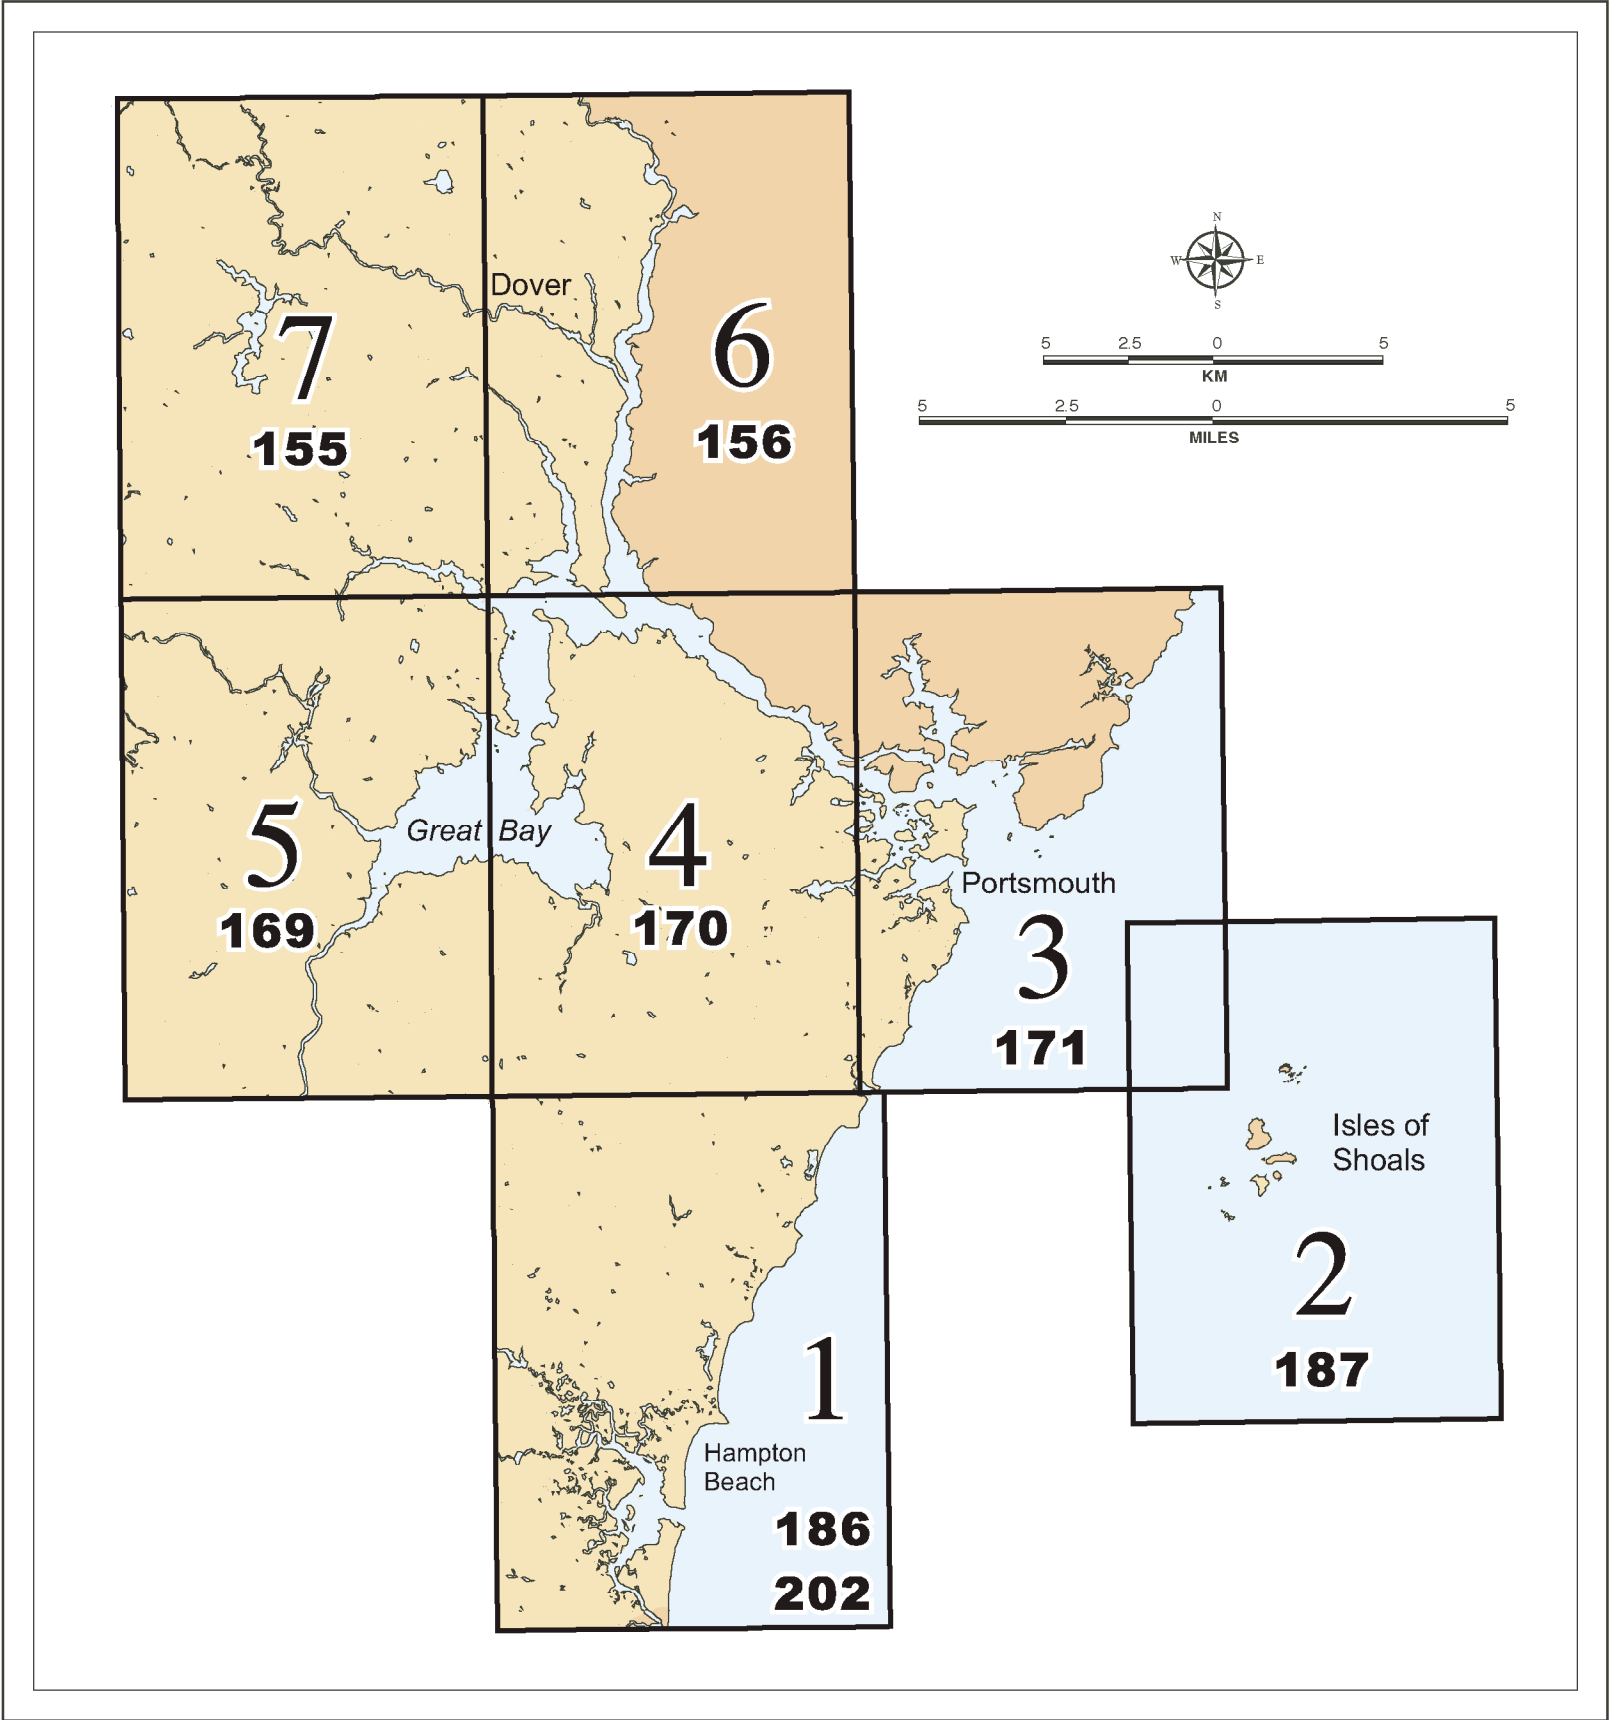 N
W E
S
5 2.5 0 5
KM
5 2.5 0 5
MILES
Dover
7
155
6
156
Great Bay
5
169
4
170
Portsmouth
3
171
Isles of
Shoals
2
187
1
Hampton
Beach
186
202